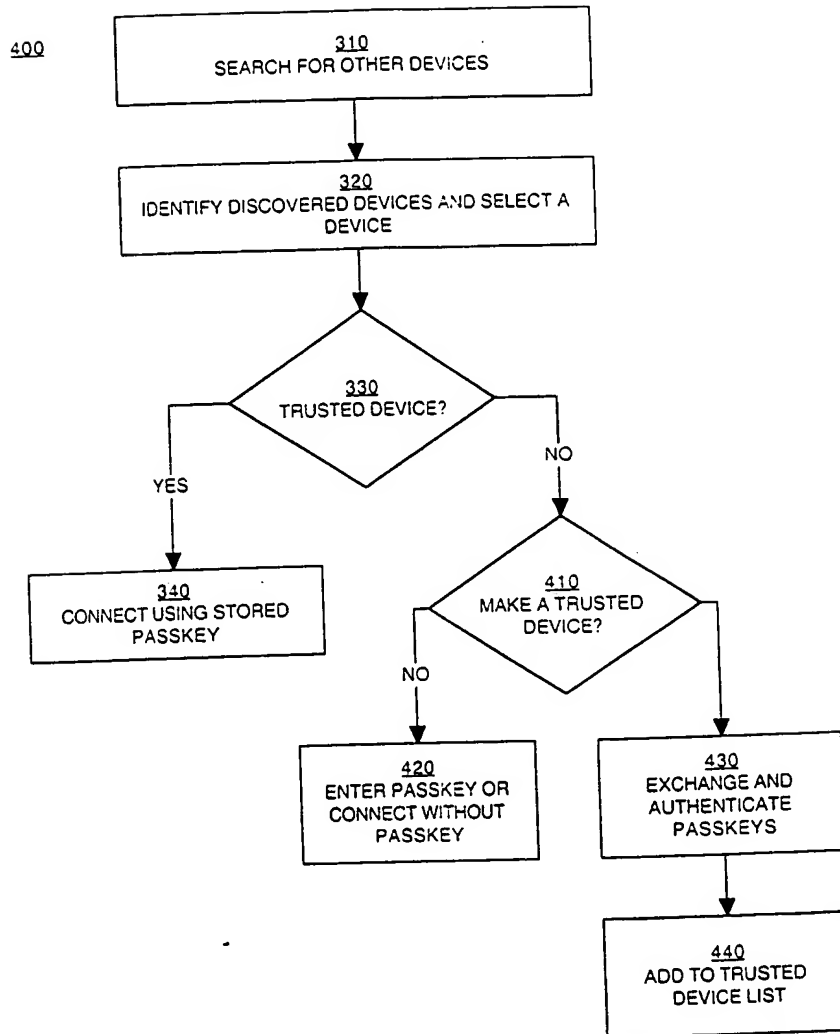 400
310
SEARCH FOR OTHER DEVICES
320
IDENTIFY DISCOVERED DEVICES AND SELECT A
DEVICE
330
TRUSTED DEVICE?
YES
NO
340
CONNECT USING STORED
PASSKEY
410
MAKE A TRUSTED
DEVICE?
NO
420
ENTER PASSKEY OR
CONNECT WITHOUT
PASSKEY
430
EXCHANGE AND
AUTHENTICATE
PASSKEYS
440
ADD TO TRUSTED
DEVICE LIST